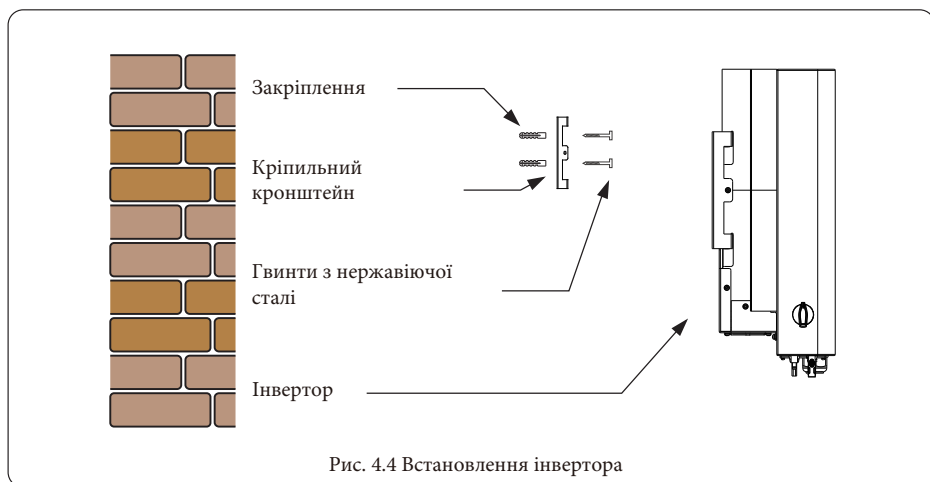 Закріплення
Кріпильний
кронштейн
Гвинти з нержавіючої
сталі
Інвертор
Рис. 4.4 Встановлення інвертора